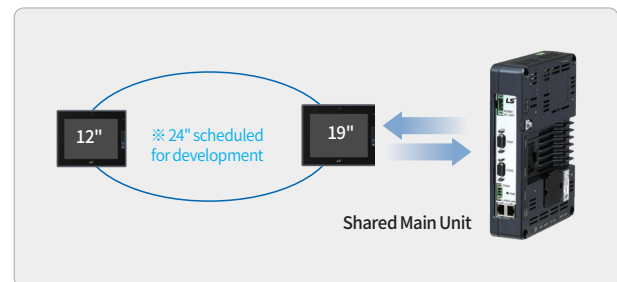 12"
※ 24" scheduled
for development
19"
LS
Shared Main Unit